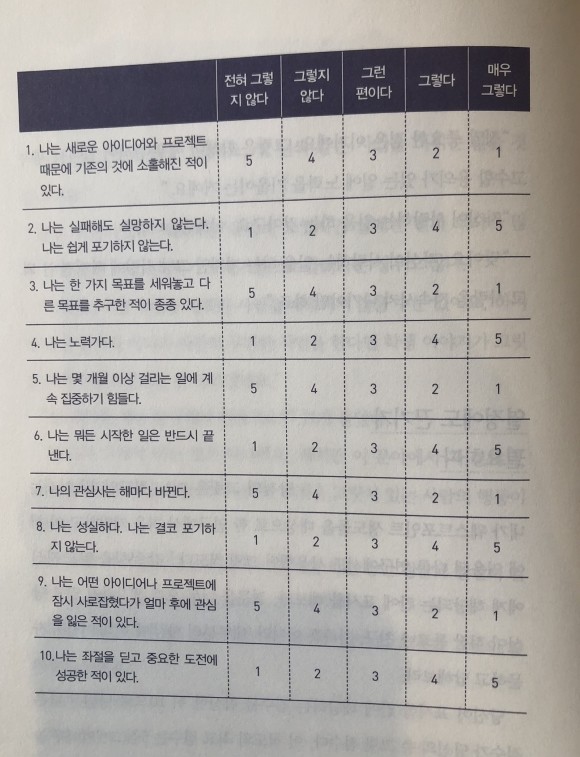 전혀 그렇지 않다 그렇지 않다 그런 편이다 그렇다 매우 그렇다
1. 나는 새로운 아이디어와 프로젝트
때문에 기존의 것에 소홀해진 적이
있다.
5 4 3 2 1
2. 나는 실패해도 실망하지 않는다.
나는 쉽게 포기하지 않는다.
1 2 3 4 5
3. 나는 한 가지 목표를 세워놓고 다
른 목표를 추구한 적이 종종 있다.
5 4 3 2 1
4. 나는 노력가다.
1 2 3 4 5
5. 나는 몇 개월 이상 걸리는 일에 계
속 집중하기 힘들다.
5 4 3 2 1
6. 나는 뭐든 시작한 일은 반드시 끝
낸다.
1 2 3 4 5
7. 나의 관심사는 해마다 바뀐다.
5 4 3 2 1
8. 나는 성실하다. 나는 결코 포기하
지 않는다.
1 2 3 4 5
9. 나는 어떤 아이디어나 프로젝트에
잠시 사로잡혔다가 얼마 후에 관심
을 잃은 적이 있다.
5 4 3 2 1
10.나는 좌절을 딛고 중요한 도전에
성공한 적이 있다.
1 2 3 4 5